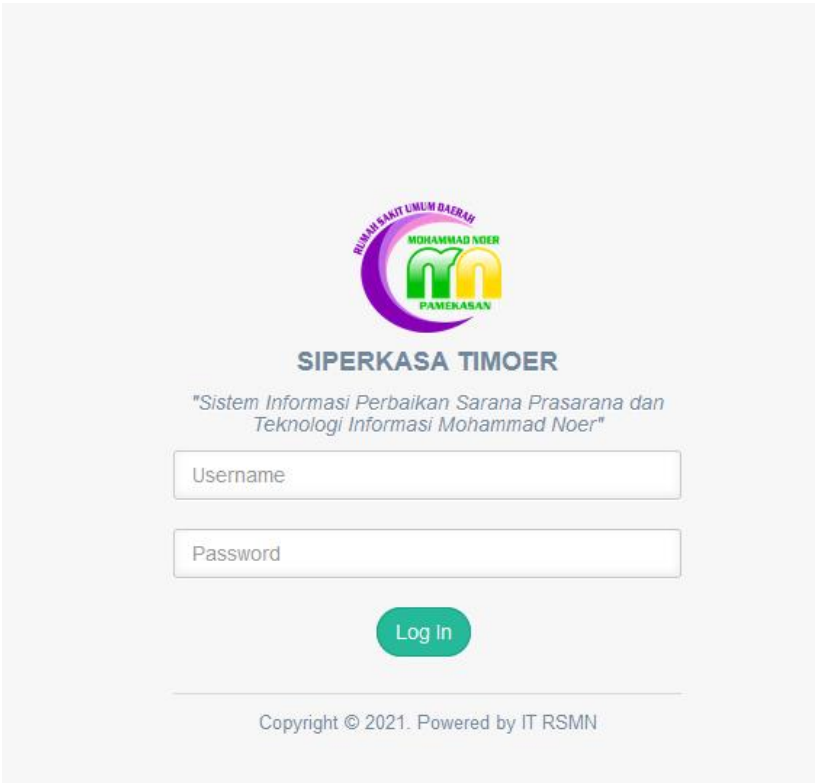 RUMAH SAKIT UMUM DAERAH
MOHAMMAD NOER
mn
PAMEKASAN
SIPERKASA TIMOER
"Sistem Informasi Perbaikan Sarana Prasarana dan
Teknologi Informasi Mohammad Noer"
Username
Password
Log In
Copyright © 2021. Powered by IT RSMN